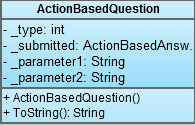 ActionBasedQuestion
- _type: int
- _submitted: ActionBasedAnsw.
- _parameter1: String
- _parameter2: String
+ ActionBasedQuestion()
+ ToString(): String